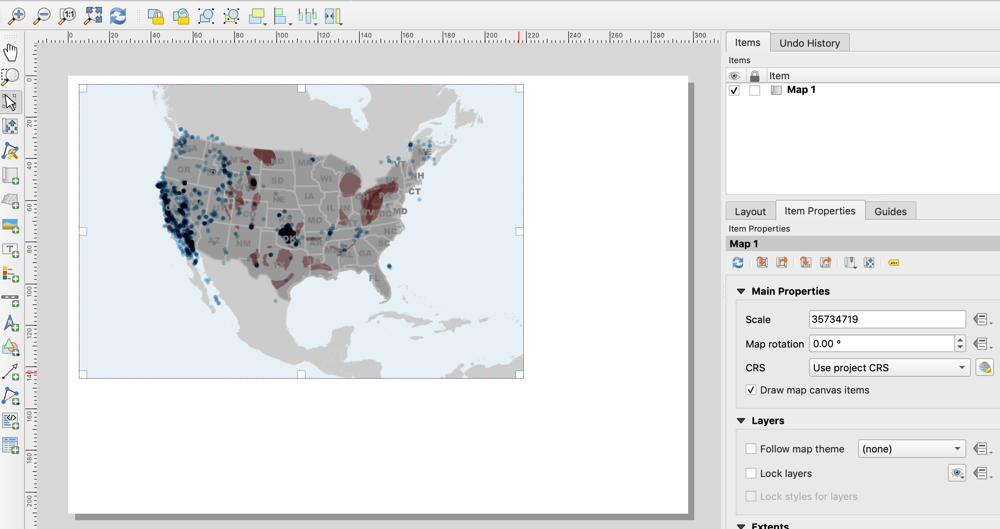 1:1
0 20 40 60 80 100 120 140 160 180 200 220 240 260 280 300
0
20
40
60
80
100
120
140
160
180
200
T
N
</>
WA
MT
ND
MN
ME
OR
ID
VT
MI
NH
SD
WI
NY
WY
CT
OH
PA
NE
IA
NV
CA
UT
CO
IL
IN
WV
DC
MD
KS
MO
KY
NC
AZ
NM
OK
AR
SC
MS
AL
GA
TX
LA
FL
Items
Undo History
Items
Item
Map 1
Layout
Item Properties
Guides
Item Properties
Map 1
1:23
1:23
abc
Main Properties
Scale
35734719
Map rotation
0.00 °
CRS
Use project CRS
Draw map canvas items
Layers
Follow map theme
(none)
Lock layers
Lock styles for layers
Extents